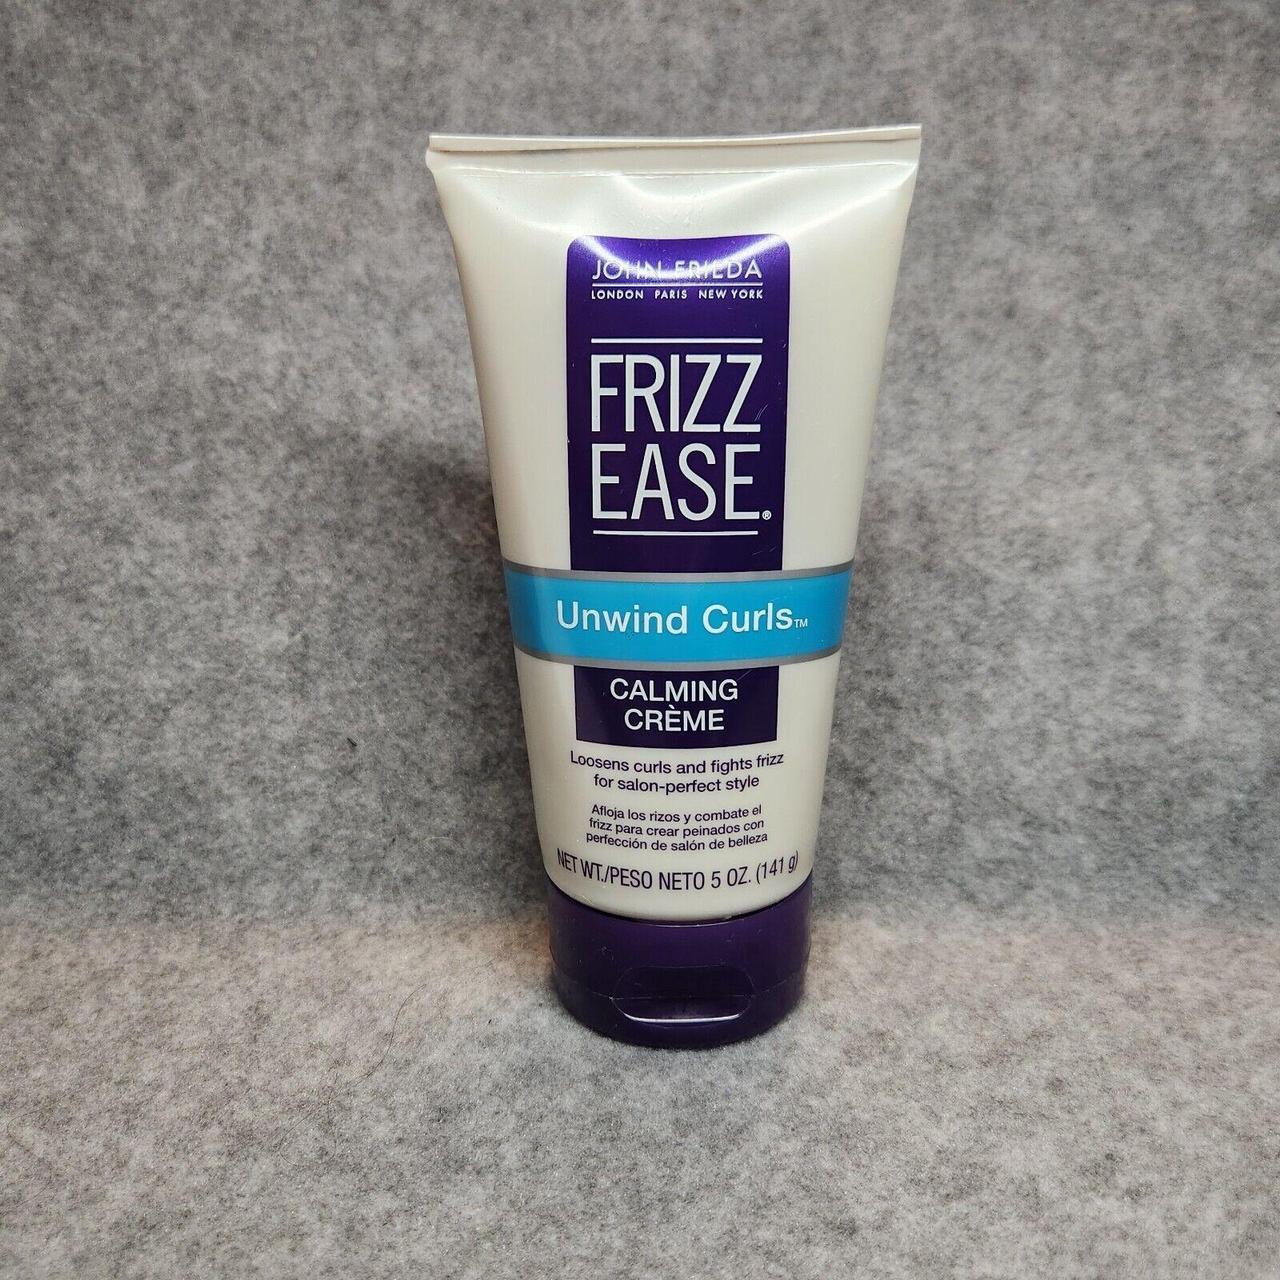 JOHN FRIEDA
LONDON PARIS NEW YORK
FRIZZ
EASE®
Unwind Curls™
CALMING
CRÈME
Loosens curls and fights frizz
for salon-perfect style
Afloja los rizos y combate el
frizz para crear peinados con
perfección de salón de belleza
NET WT./PESO NETO 5 OZ. (141 g)